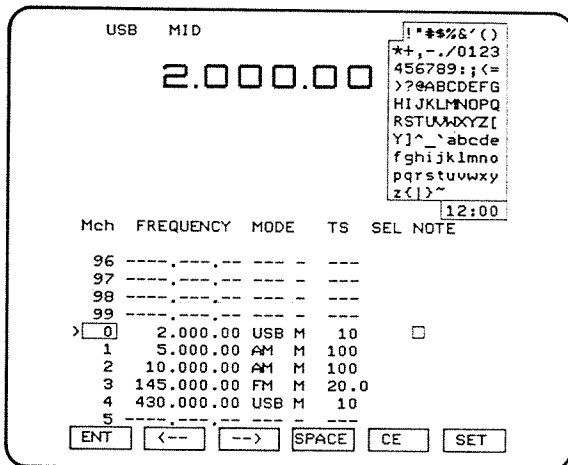 USB MID
2.000.00
!"#$%&'()
*+,-./0123
456789:;<=
>?@ABCDEFG
HIJKLMNOPQ
RSTUVWXYZ[
Y]^_`abcde
fghijklmno
pqrstuvwxy
z{|}~
12:00
Mch FREQUENCY MODE TS SEL NOTE
96 ----.---.-- --- - ---
97 ----.---.-- --- - ---
98 ----.---.-- --- - ---
99 ----.---.-- --- - ---
>0 2.000.00 USB M 10 □
1 5.000.00 AM M 100
2 10.000.00 AM M 100
3 145.000.00 FM M 20.0
4 430.000.00 USB M 10
5 ----.---.-- --- - ---
ENT <-- --> SPACE CE SET